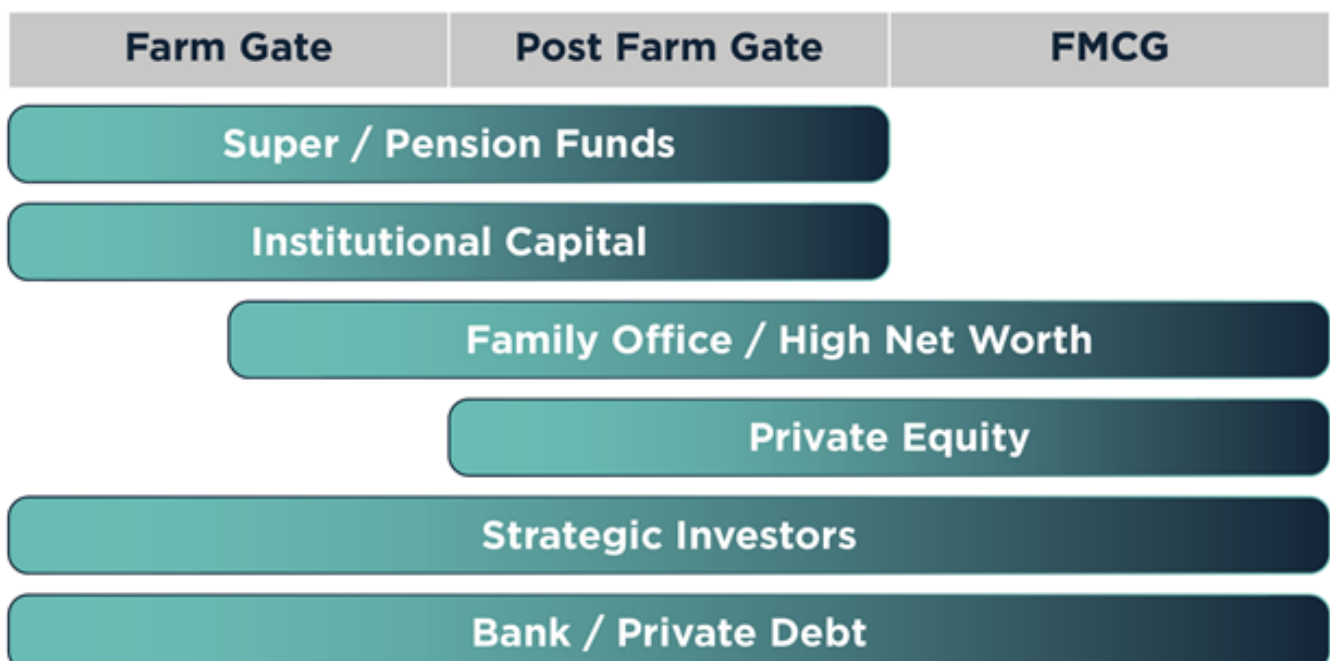 Farm Gate
Post Farm Gate
FMCG
Super / Pension Funds
Institutional Capital
Family Office / High Net Worth
Private Equity
Strategic Investors
Bank / Private Debt